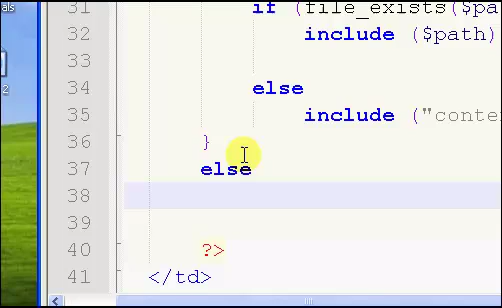 als
2
31 if (file_exists($pa
32 include ($path)
33
34 else
35 include ("conte
36 }
37 else
38
39
40 ?>
41 </td>